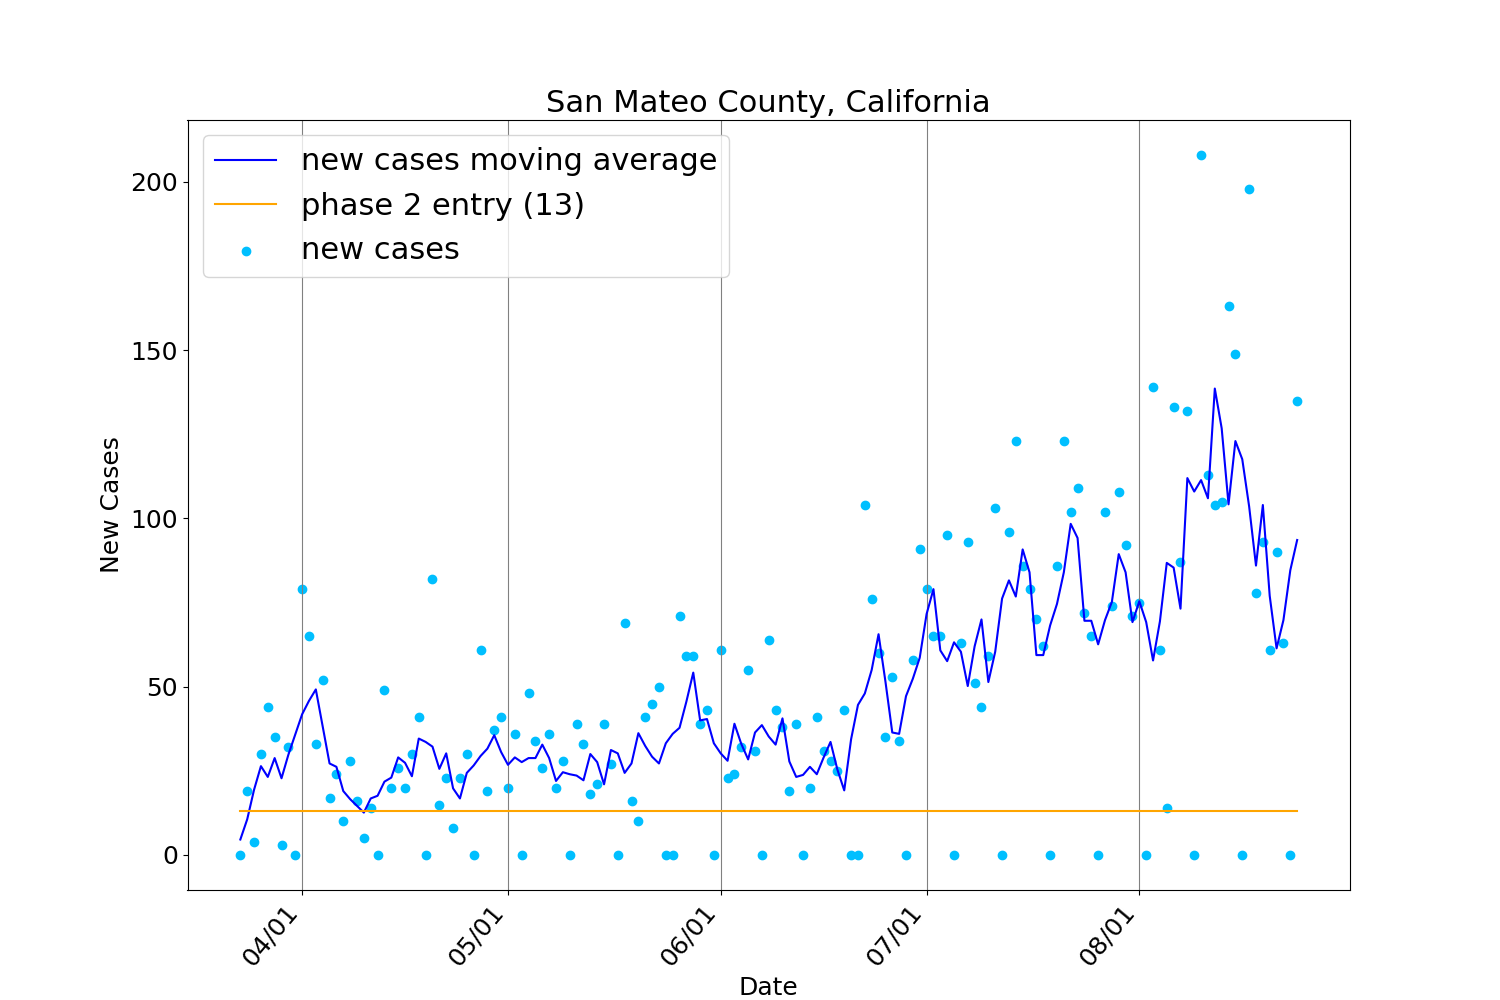 San Mateo County, California
new cases moving average
phase 2 entry (13)
new cases
200
150
100
50
0
New Cases
04/01
05/01
06/01
07/01
08/01
Date